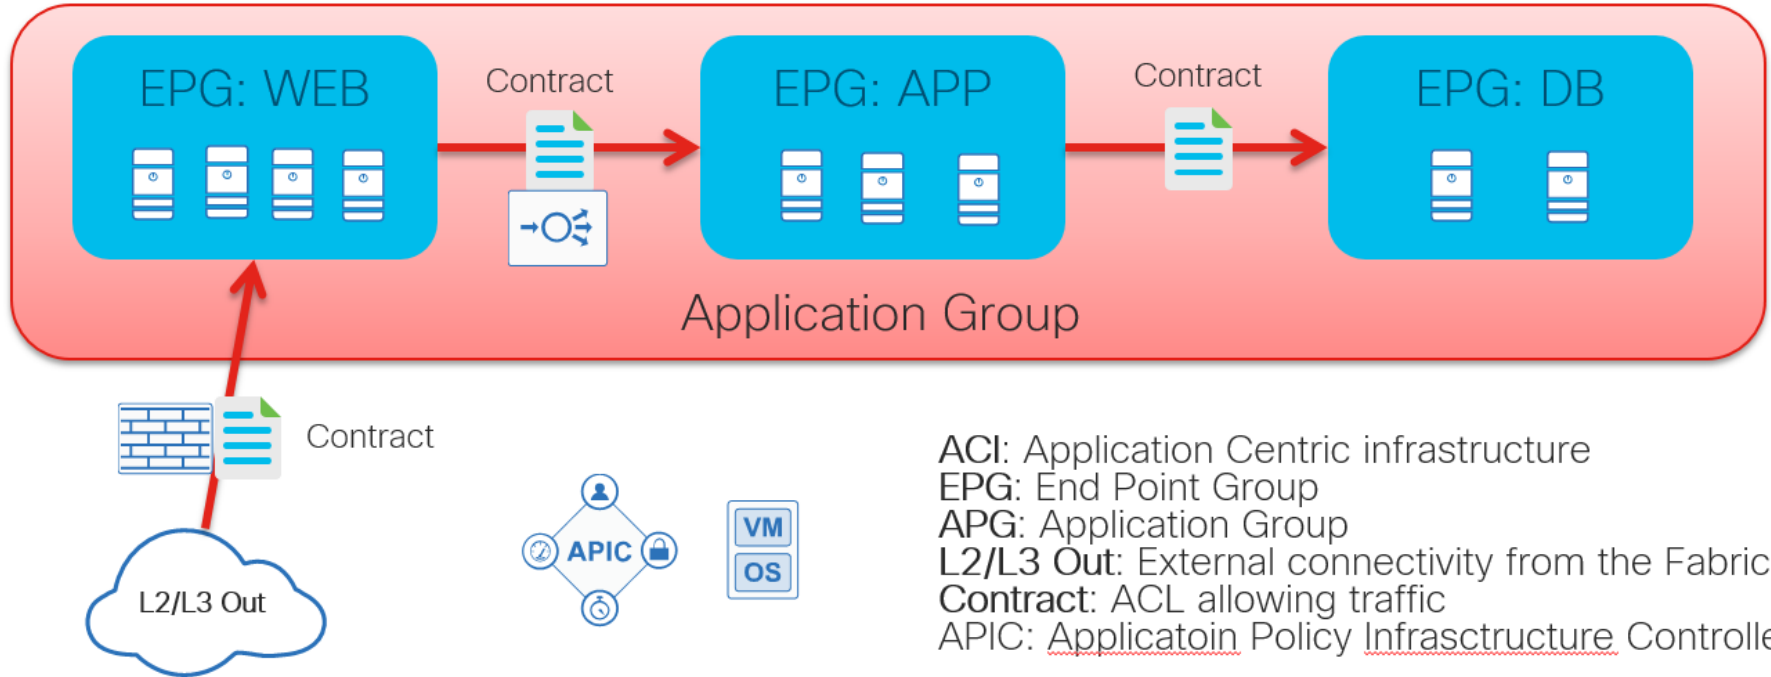 EPG: WEB
Contract
EPG: APP
Contract
EPG: DB
Application Group
Contract
L2/L3 Out
APIC
VM
OS
ACI: Application Centric infrastructure
EPG: End Point Group
APG: Application Group
L2/L3 Out: External connectivity from the Fabric
Contract: ACL allowing traffic
APIC: Applicatoin Policy Infrasctructure Controlle